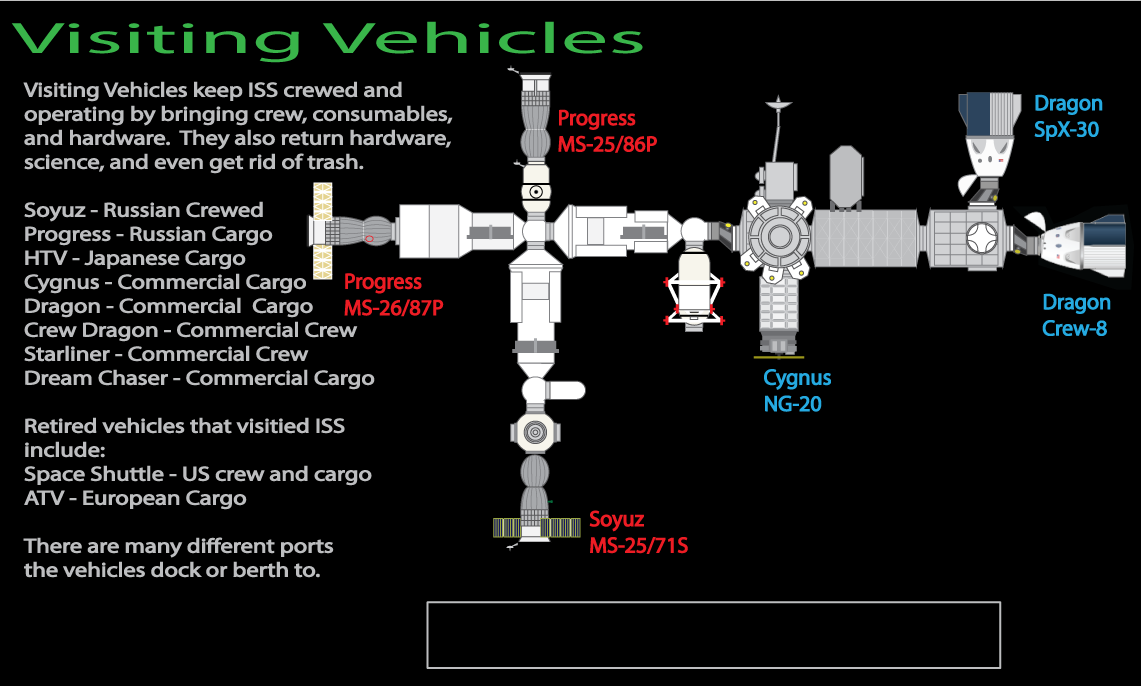 Visiting Vehicles
Visiting Vehicles keep ISS crewed and
operating by bringing crew, consumables,
and hardware.  They also return hardware,
science, and even get rid of trash.
Soyuz - Russian Crewed
Progress - Russian Cargo
HTV - Japanese Cargo
Cygnus - Commercial Cargo
Dragon - Commercial  Cargo
Crew Dragon - Commercial Crew
Starliner - Commercial Crew
Dream Chaser - Commercial Cargo
Retired vehicles that visitied ISS
include:
Space Shuttle - US crew and cargo
ATV - European Cargo
There are many different ports
the vehicles dock or berth to.
Progress
MS-25/86P
Progress
MS-26/87P
Soyuz
MS-25/71S
Cygnus
NG-20
Dragon
SpX-30
Dragon
Crew-8